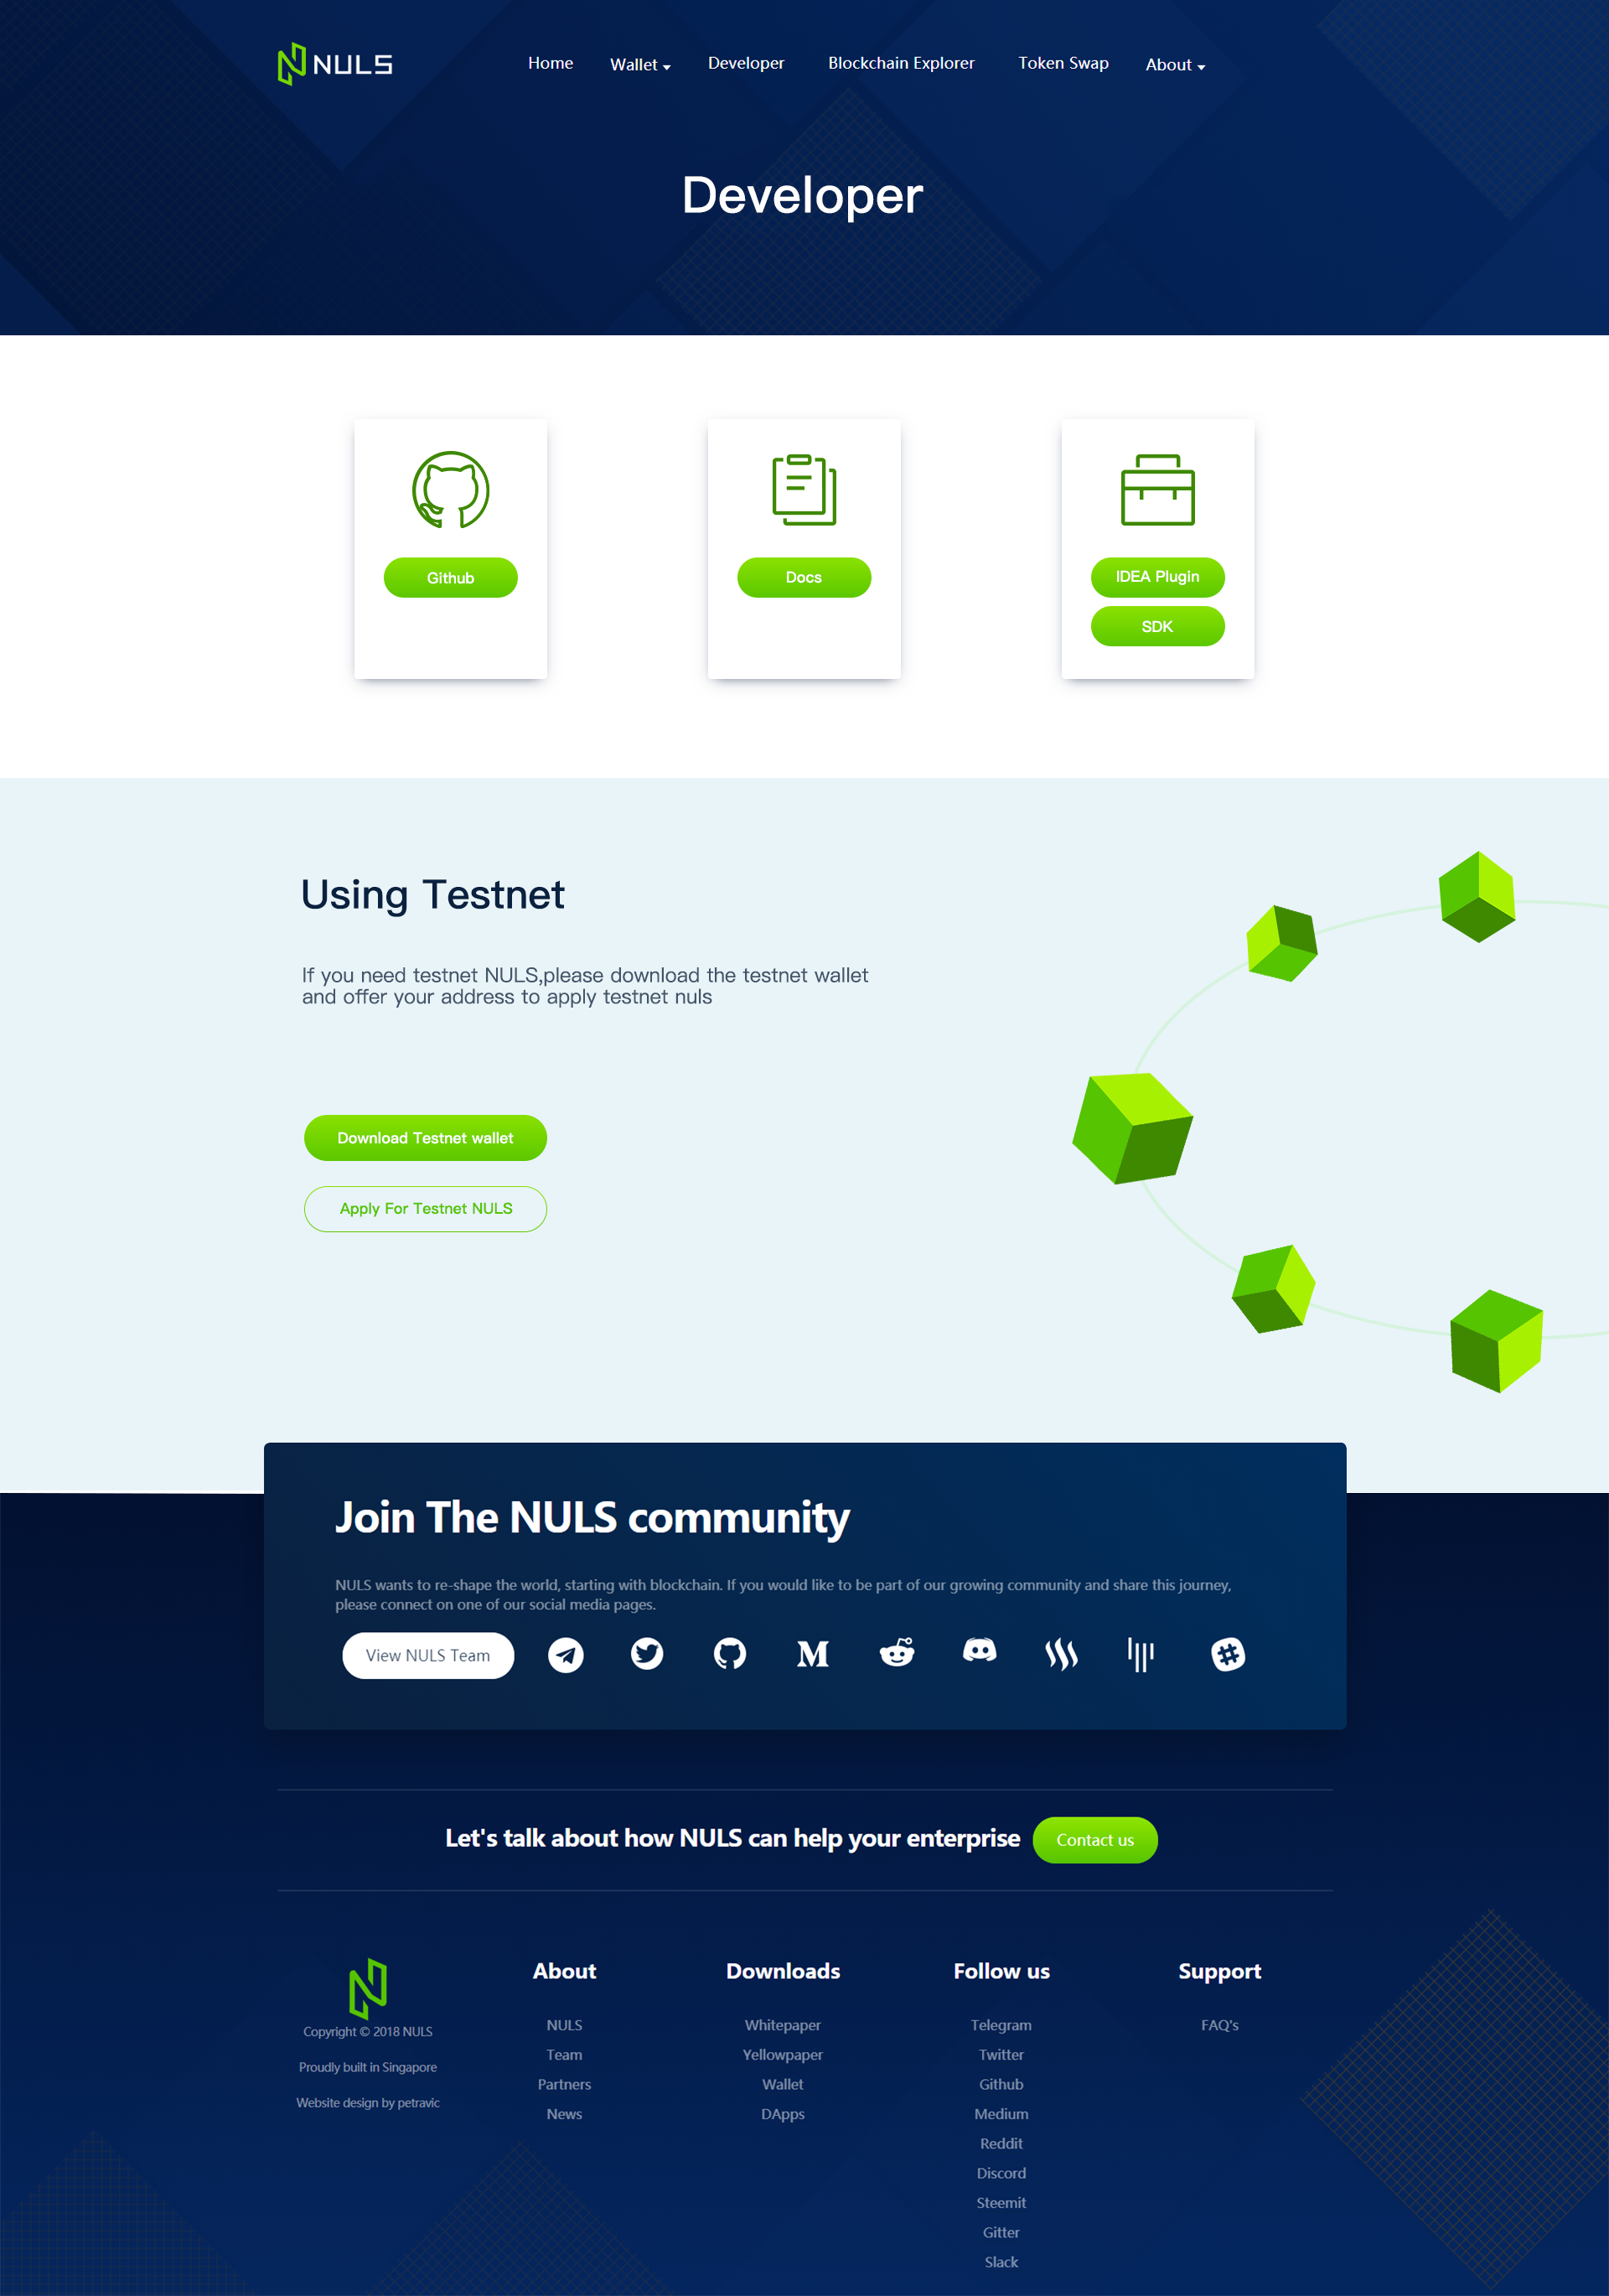 NULS
Home
Wallet
Developer
Blockchain Explorer
Token Swap
About
Developer
Github
Docs
IDEA Plugin
SDK
Using Testnet
If you need testnet NULS,please download the testnet wallet
and offer your address to apply testnet nuls
Download Testnet wallet
Apply For Testnet NULS
Join The NULS community
NULS wants to re-shape the world, starting with blockchain. If you would like to be part of our growing community and share this journey,
please connect on one of our social media pages.
View NULS Team
Let's talk about how NULS can help your enterprise
Contact us
Copyright © 2018 NULS
Proudly built in Singapore
Website design by petravic
About
NULS
Team
Partners
News
Downloads
Whitepaper
Yellowpaper
Wallet
DApps
Follow us
Telegram
Twitter
Github
Medium
Reddit
Discord
Steemit
Gitter
Slack
Support
FAQ's